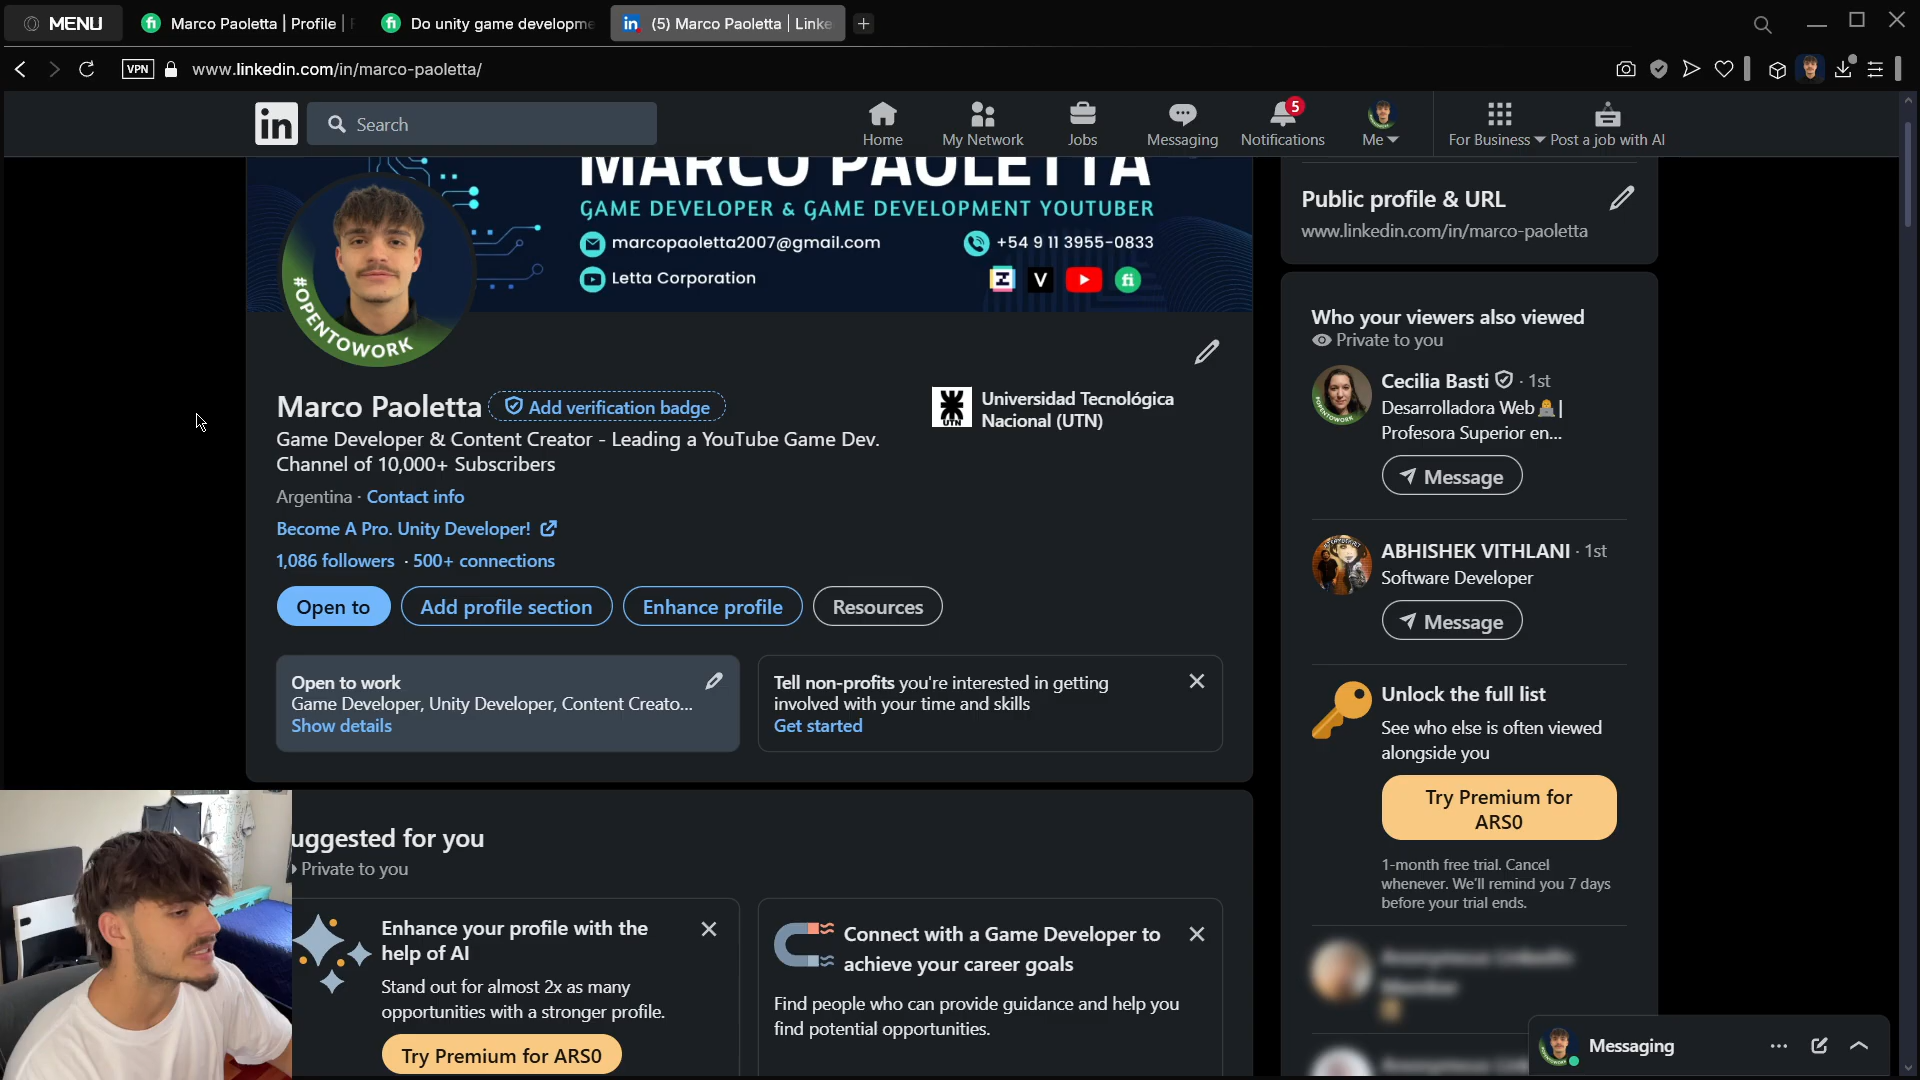 MENU
Marco Paoletta | Profile |
Do unity game developme
(5) Marco Paoletta | Linke
VPN
www.linkedin.com/in/marco-paoletta/
in
Search
Home
My Network
Jobs
Messaging
5
Notifications
Me
For Business
Post a job with AI
MARCO PAOLETTA
GAME DEVELOPER & GAME DEVELOPMENT YOUTUBER
marcopaoletta2007@gmail.com
+54 9 11 3955-0833
Letta Corporation
#OPENTOWORK
Marco Paoletta
Add verification badge
Game Developer & Content Creator - Leading a YouTube Game Dev.
Channel of 10,000+ Subscribers
Argentina · Contact info
Become A Pro. Unity Developer!
1,086 followers · 500+ connections
UTN
Universidad Tecnológica
Nacional (UTN)
Open to
Add profile section
Enhance profile
Resources
Open to work
Game Developer, Unity Developer, Content Creato...
Show details
Tell non-profits you're interested in getting
involved with your time and skills
Get started
uggested for you
Private to you
Enhance your profile with the
help of AI
Stand out for almost 2x as many
opportunities with a stronger profile.
Try Premium for ARS0
Connect with a Game Developer to
achieve your career goals
Find people who can provide guidance and help you
find potential opportunities.
Public profile & URL
www.linkedin.com/in/marco-paoletta
Who your viewers also viewed
Private to you
Cecilia Basti · 1st
Desarrolladora Web |
Profesora Superior en...
Message
ABHISHEK VITHLANI · 1st
Software Developer
Message
Unlock the full list
See who else is often viewed
alongside you
Try Premium for
ARS0
1-month free trial. Cancel
whenever. We'll remind you 7 days
before your trial ends.
Messaging